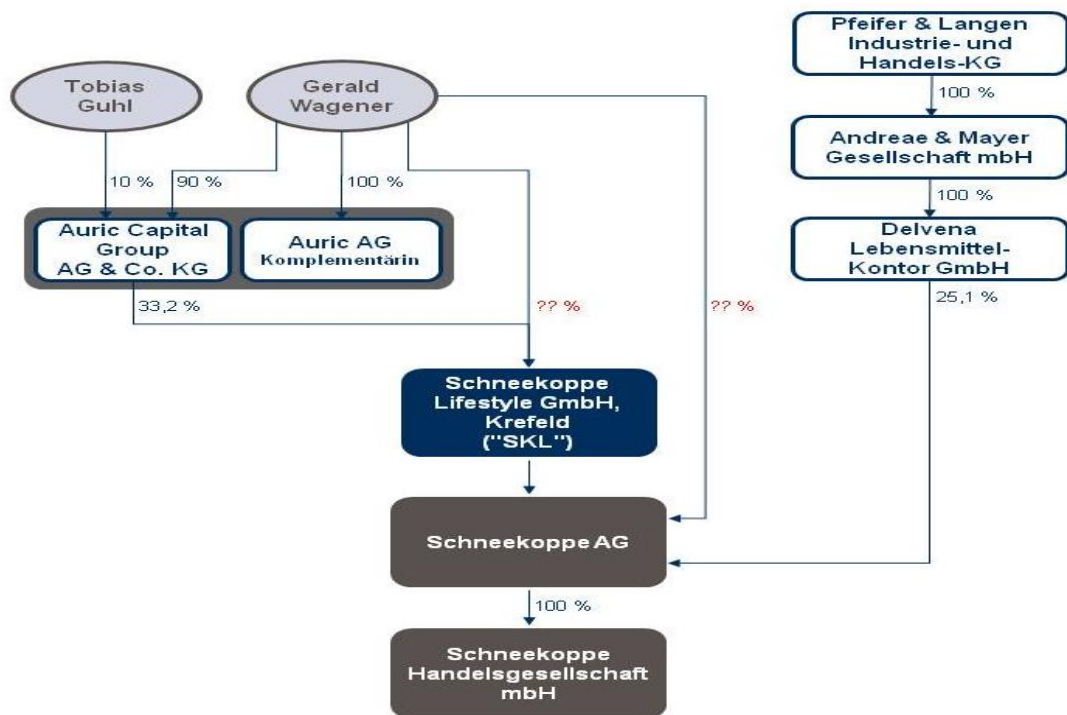 Pfeifer & Langen
Industrie- und
Handels-KG
Tobias
Guhl
Gerald
Wagener
100 %
Andreae & Mayer
Gesellschaft mbH
10 %
90 %
100 %
100 %
Auric Capital
Group
AG & Co. KG
Auric AG
Komplementärin
Delvena
Lebensmittel-
Kontor GmbH
33,2 %
?? %
?? %
25,1 %
Schneekoppe
Lifestyle GmbH,
Krefeld
("SKL")
Schneekoppe AG
100 %
Schneekoppe
Handelsgesellschaft
mbH